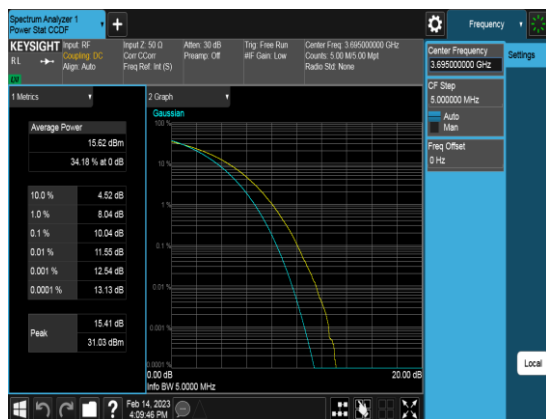 Spectrum Analyzer 1
Power Stat CCDF
Frequency
KEYSIGHT
RL
Input: RF
Coupling: DC
Align: Auto
Input Z: 50 Ω
Corr CCorr
Freq Ref: Int (S)
Atten: 30 dB
Preamp: Off
Trig: Free Run
#IF Gain: Low
Center Freq: 3.695000000 GHz
Counts: 5.00 M/5.00 Mpt
Radio Std: None
Center Frequency
3.695000000 GHz
Settings
CF Step
5.000000 MHz
Auto
Man
Freq Offset
0 Hz
1 Metrics
Average Power
15.62 dBm
34.18 % at 0 dB
10.0 % 4.52 dB
1.0 % 8.04 dB
0.1 % 10.04 dB
0.01 % 11.55 dB
0.001 % 12.54 dB
0.0001 % 13.13 dB
Peak
15.41 dB
31.03 dBm
2 Graph
Gaussian
100 %
10 %
1 %
0.1 %
0.01 %
0.001 %
0.0001 %
0.00 dB
20.00 dB
Info BW 5.0000 MHz
Local
Feb 14, 2023
4:09:46 PM